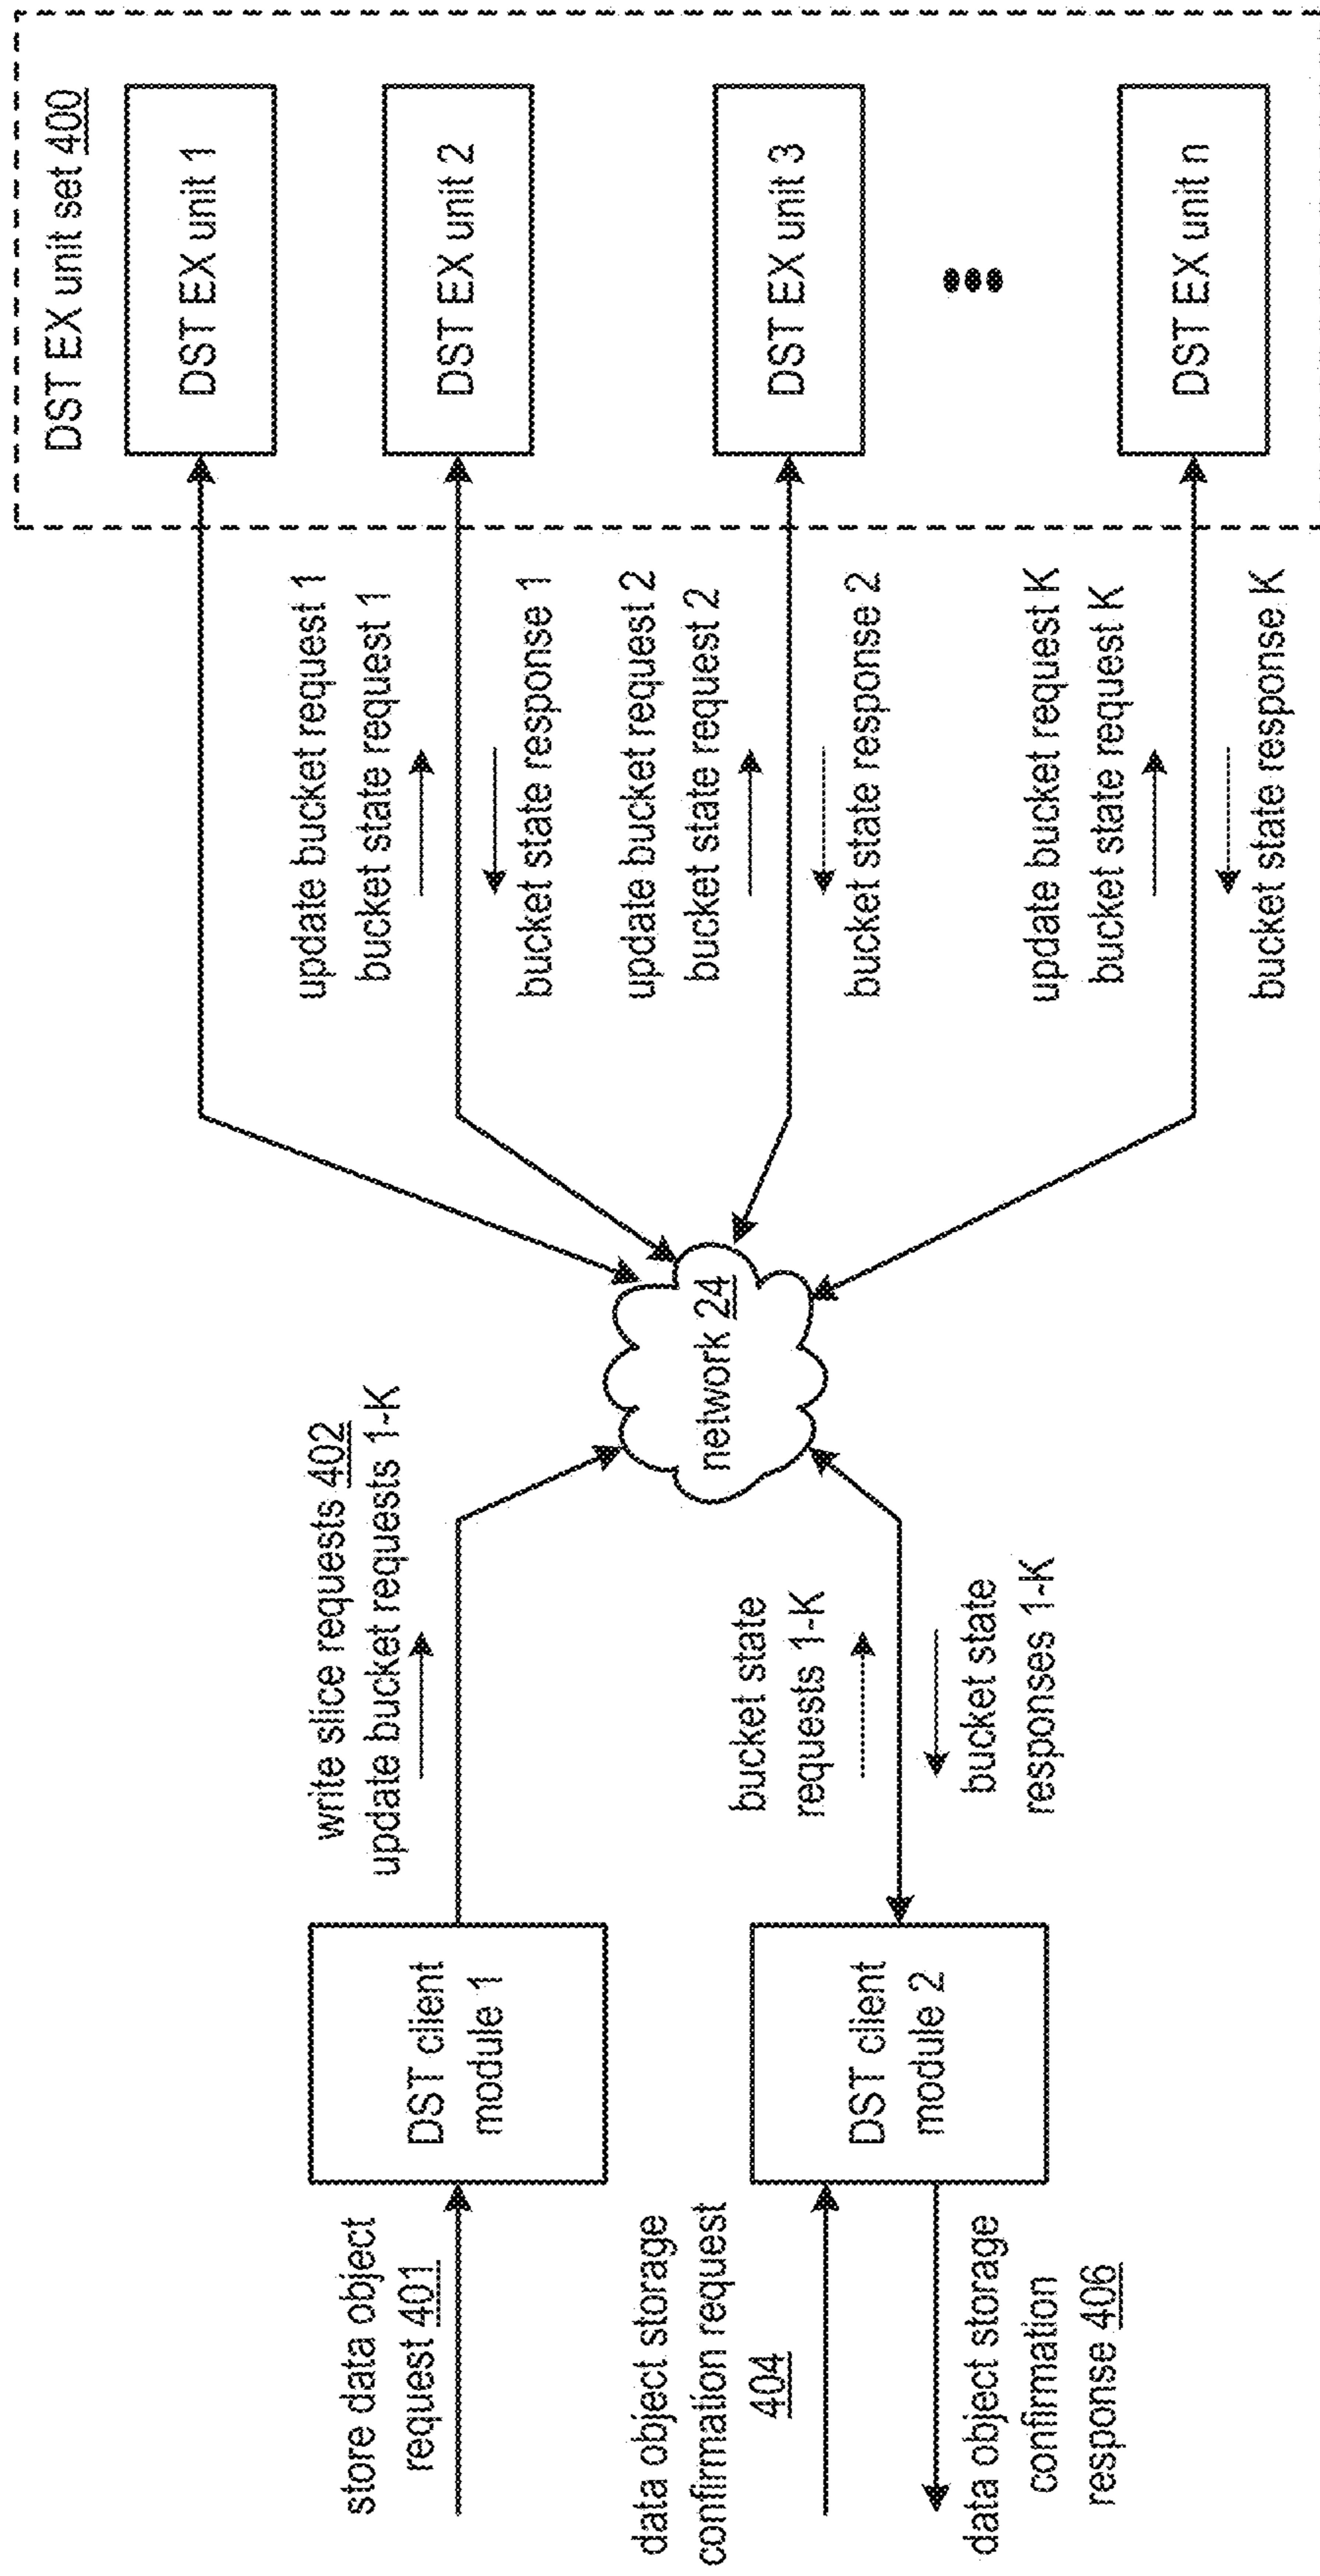 DST EX unit set 400
DST EX unit 1
DST EX unit 2
DST EX unit 3
DST EX unit n
update bucket request 1
bucket state request 1
bucket state response 1
update bucket request 2
bucket state request 2
bucket state response 2
update bucket request K
bucket state request K
bucket state response K
network 24
write slice requests 402
update bucket requests 1-K
bucket state
requests 1-K
bucket state
responses 1-K
DST client
module 1
DST client
module 2
store data object
request 401
data object storage
confirmation request
404
data object storage
confirmation
response 406